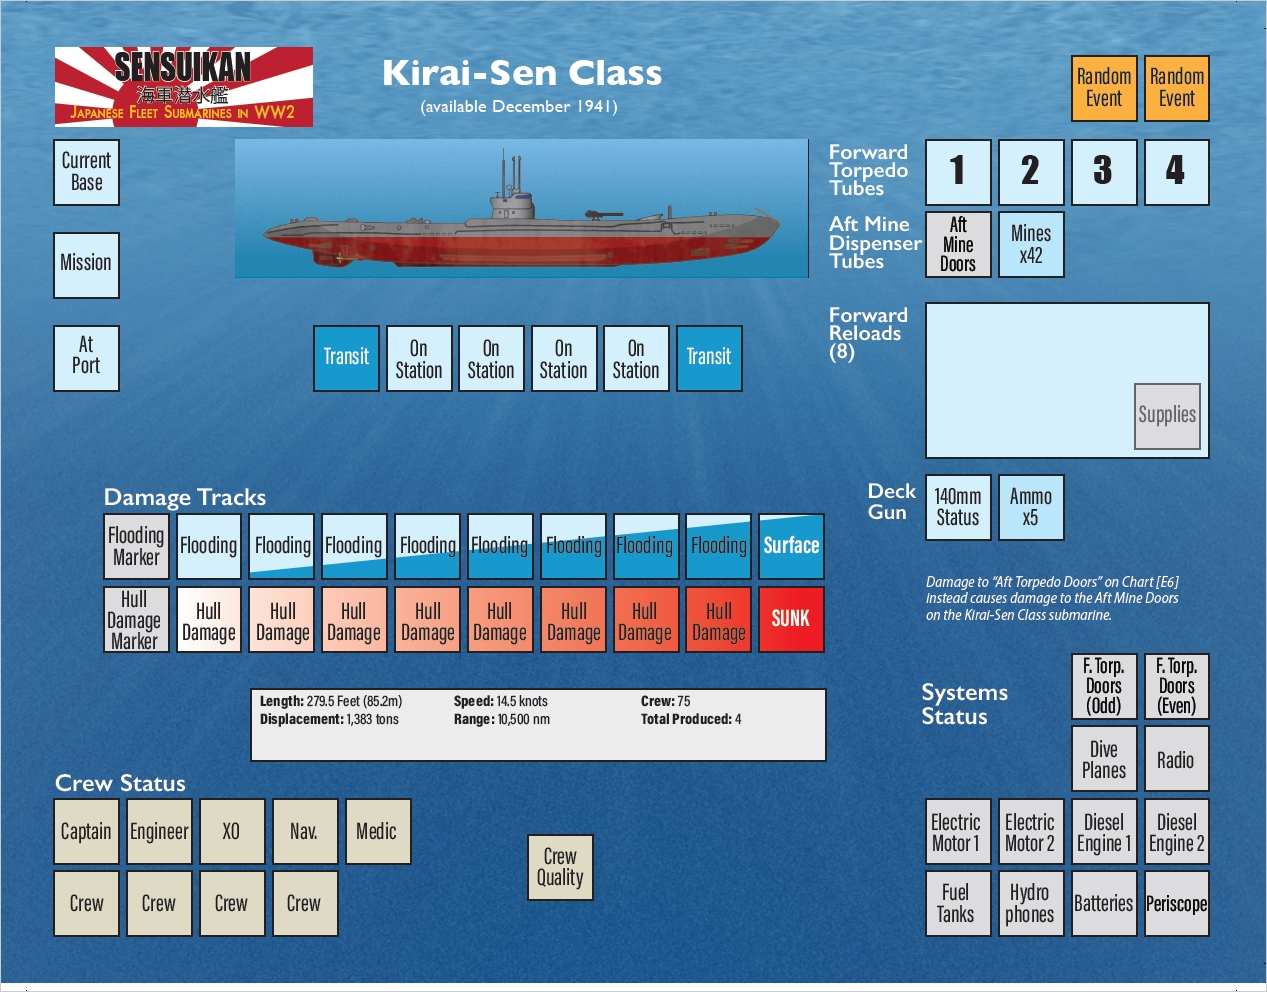 SENSUIKAN
海軍潜水艦
JAPANESE FLEET SUBMARINES IN WW2
Kirai-Sen Class
(available December 1941)
Random
Event
Random
Event
Current
Base
Mission
At
Port
Forward
Torpedo
Tubes
1
2
3
4
Aft Mine
Dispenser
Tubes
Aft
Mine
Doors
Mines
x42
Transit
On
Station
On
Station
On
Station
On
Station
Transit
Forward
Reloads
(8)
Supplies
Deck
Gun
140mm
Status
Ammo
x5
Damage Tracks
Flooding
Marker
Flooding
Flooding
Flooding
Flooding
Flooding
Flooding
Flooding
Flooding
Surface
Hull
Damage
Marker
Hull
Damage
Hull
Damage
Hull
Damage
Hull
Damage
Hull
Damage
Hull
Damage
Hull
Damage
Hull
Damage
SUNK
Damage to “Aft Torpedo Doors” on Chart [E6]
instead causes damage to the Aft Mine Doors
on the Kirai-Sen Class submarine.
Length: 279.5 Feet (85.2m) Speed: 14.5 knots Crew: 75
Displacement: 1,383 tons Range: 10,500 nm Total Produced: 4
Systems
Status
F. Torp.
Doors
(Odd)
F. Torp.
Doors
(Even)
Dive
Planes
Radio
Electric
Motor 1
Electric
Motor 2
Diesel
Engine 1
Diesel
Engine 2
Fuel
Tanks
Hydro
phones
Batteries
Periscope
Crew Status
Captain
Engineer
XO
Nav.
Medic
Crew
Crew
Crew
Crew
Crew
Quality